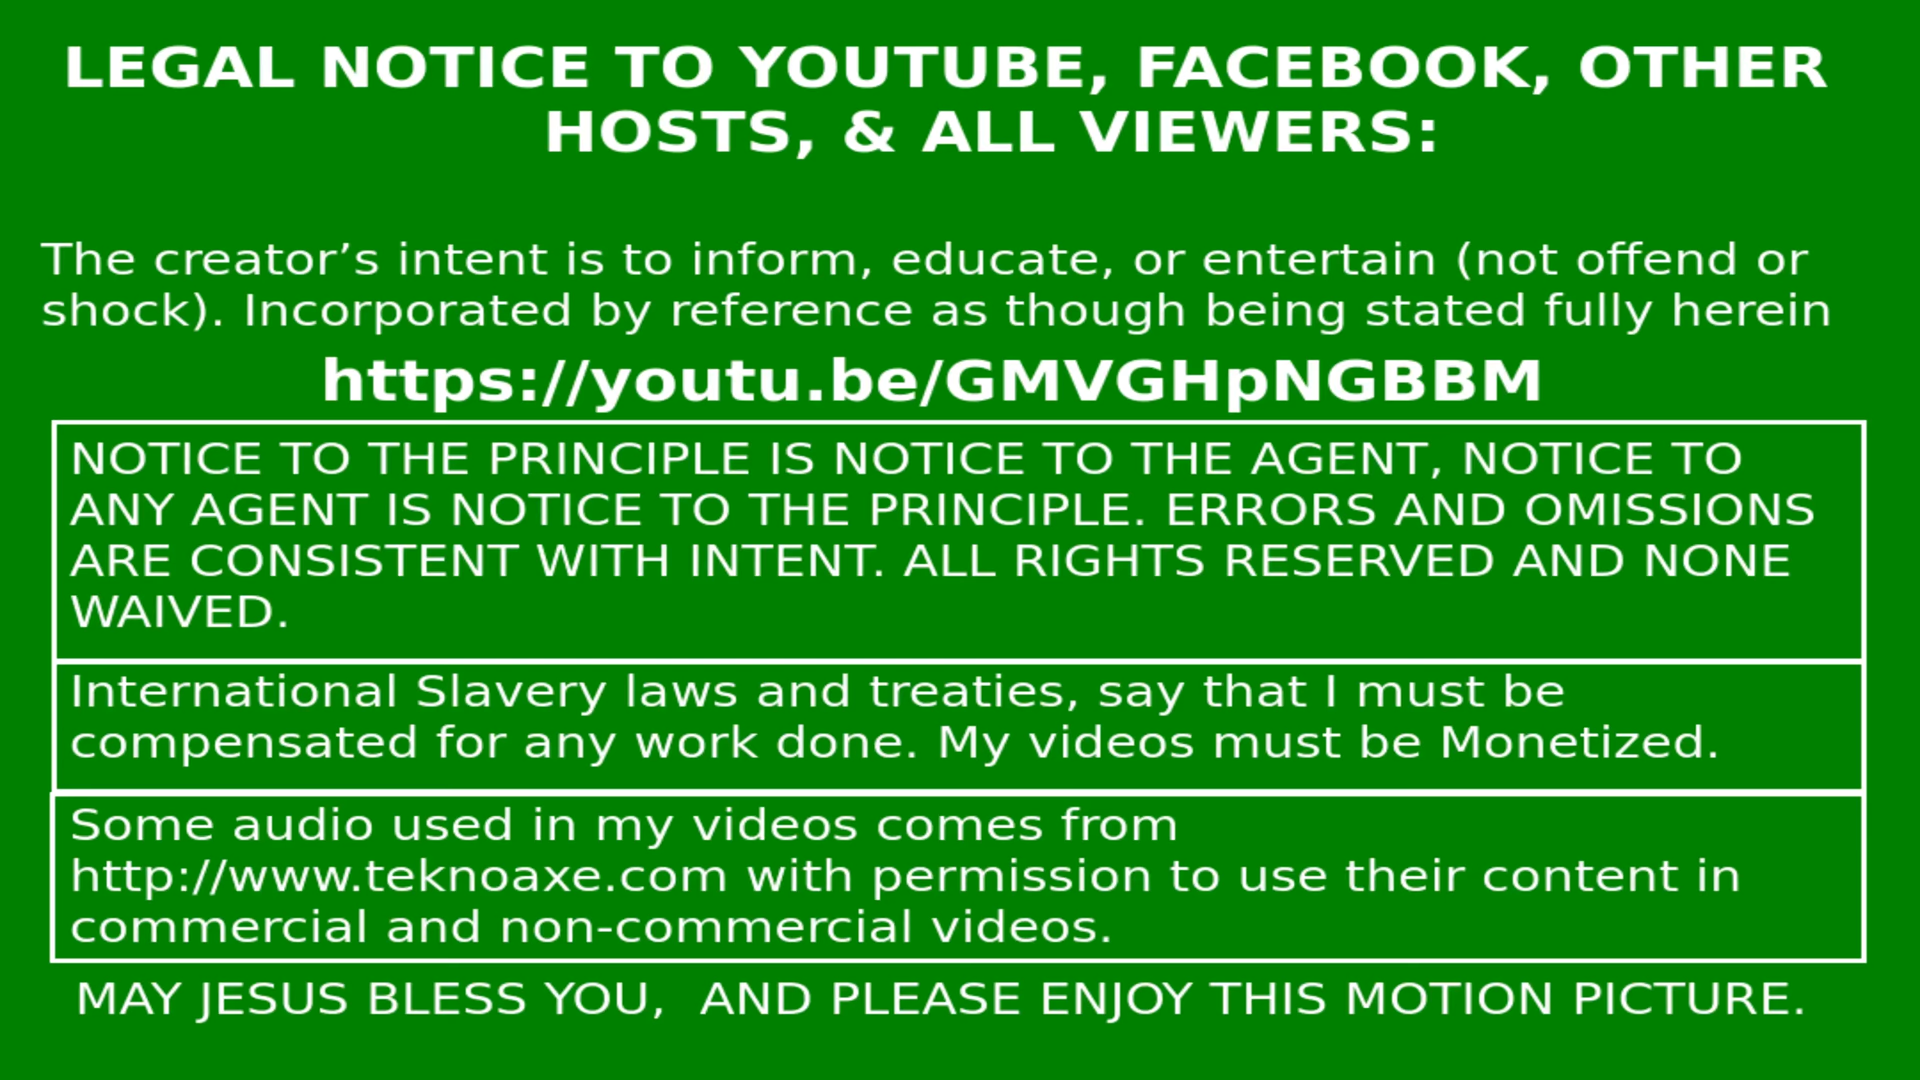 LEGAL NOTICE TO YOUTUBE, FACEBOOK, OTHER
HOSTS, & ALL VIEWERS:
The creator’s intent is to inform, educate, or entertain (not offend or
shock). Incorporated by reference as though being stated fully herein
https://youtu.be/GMVGHpNGBBM
NOTICE TO THE PRINCIPLE IS NOTICE TO THE AGENT, NOTICE TO
ANY AGENT IS NOTICE TO THE PRINCIPLE. ERRORS AND OMISSIONS
ARE CONSISTENT WITH INTENT. ALL RIGHTS RESERVED AND NONE
WAIVED.
International Slavery laws and treaties, say that I must be
compensated for any work done. My videos must be Monetized.
Some audio used in my videos comes from
http://www.teknoaxe.com with permission to use their content in
commercial and non-commercial videos.
MAY JESUS BLESS YOU,  AND PLEASE ENJOY THIS MOTION PICTURE.